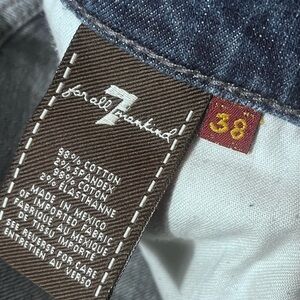 7
for all mankind
38
98% COTTON
2% SPANDEX
98% COTON
2% ELASTHANNE
MADE IN MEXICO
OF IMPORTED FABRIC
FABRIQUÉ AU MEXIQUE
DE TISSU IMPORTÉ
SEE REVERSE FOR CARE
ENTRETIEN AU VERSO